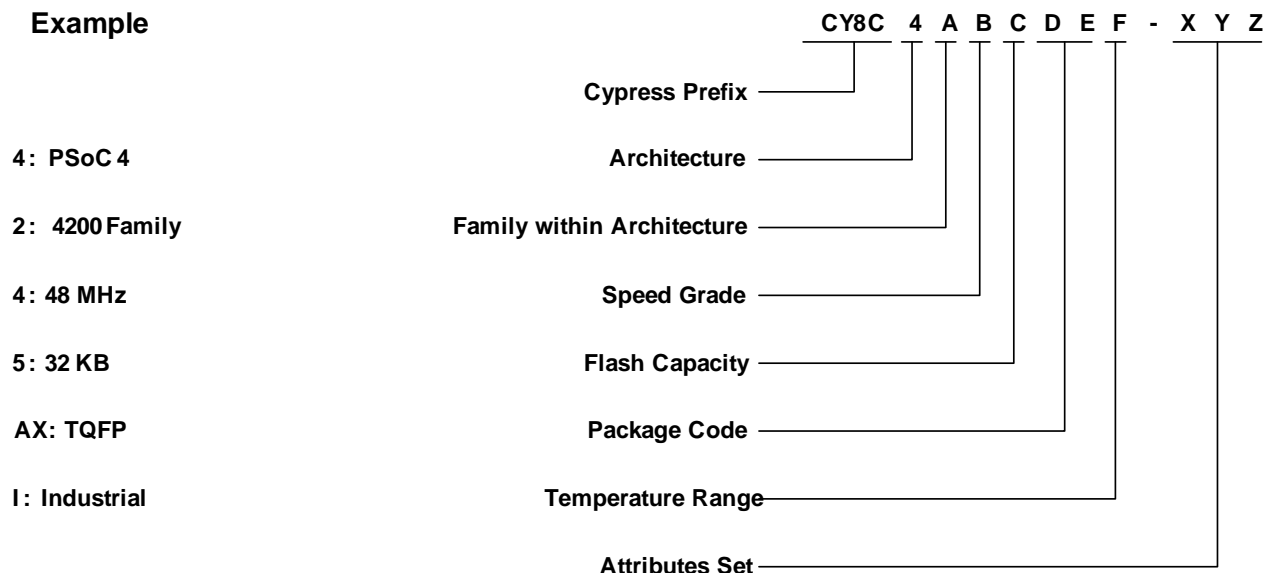 Example CY8C 4 A B C D E F - X Y Z
Cypress Prefix
4: PSoC 4 Architecture
2: 4200 Family Family within Architecture
4: 48 MHz Speed Grade
5: 32 KB Flash Capacity
AX: TQFP Package Code
I: Industrial Temperature Range
Attributes Set